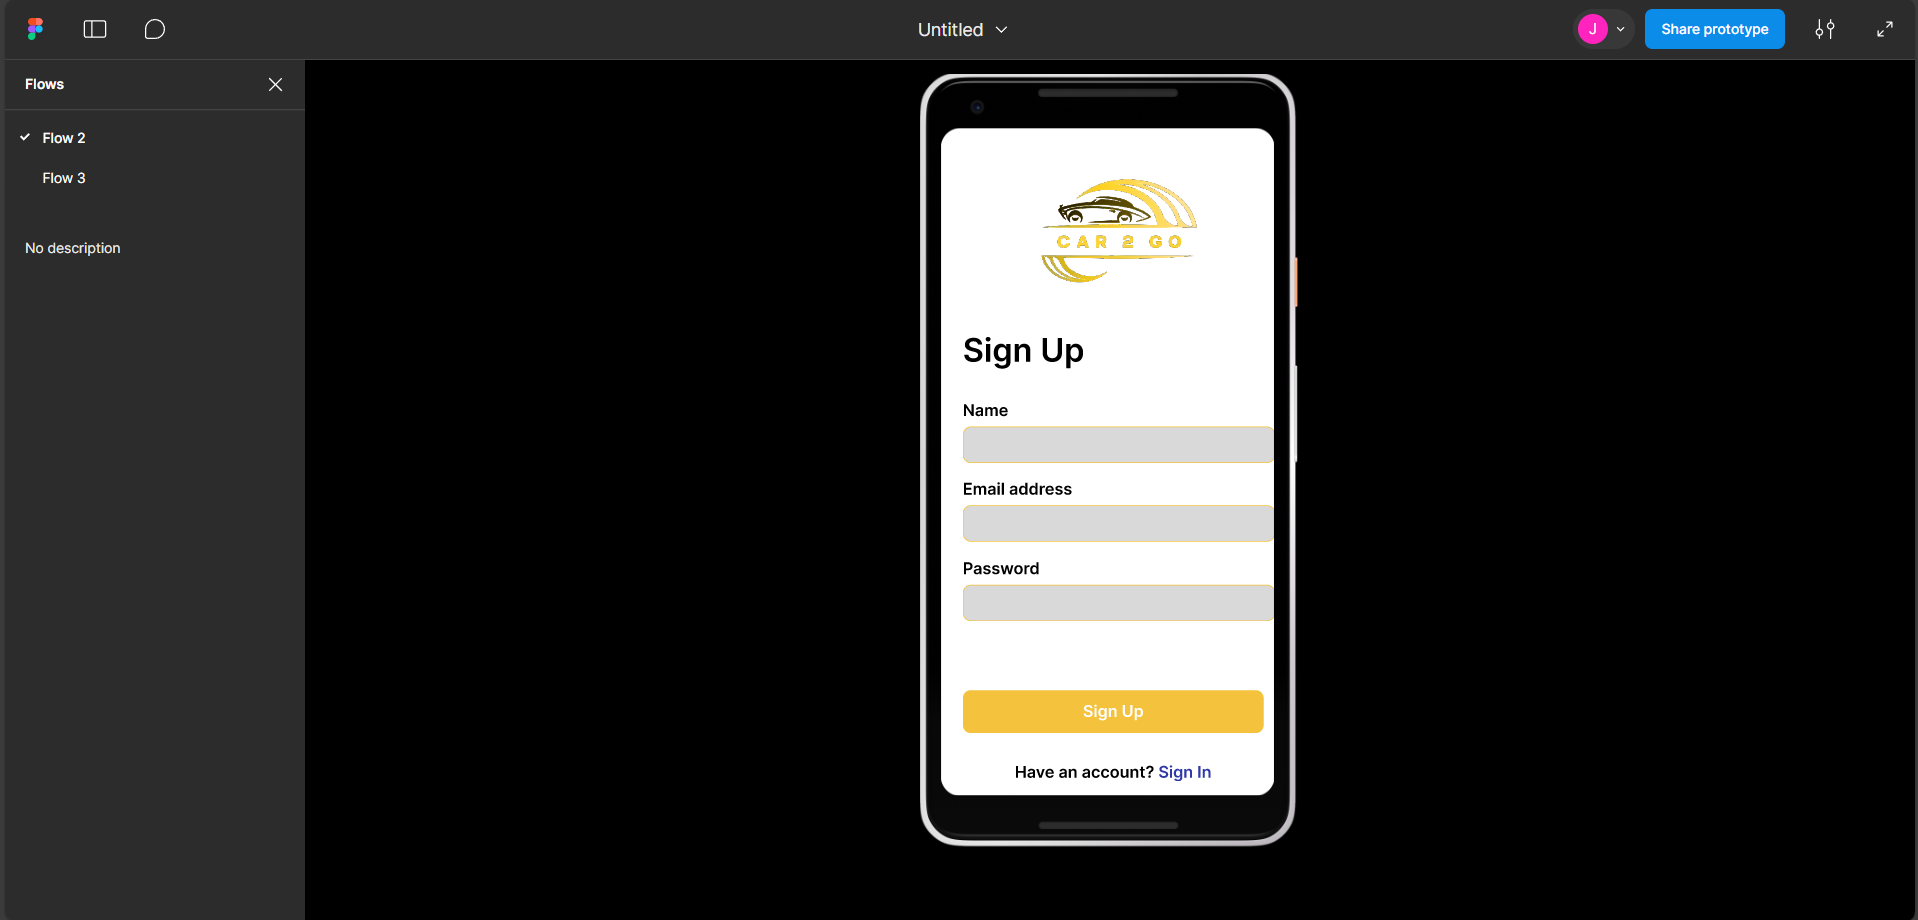 Untitled
J
Share prototype
Flows
Flow 2
Flow 3
No description
CAR 2 GO
Sign Up
Name
Email address
Password
Sign Up
Have an account? Sign In